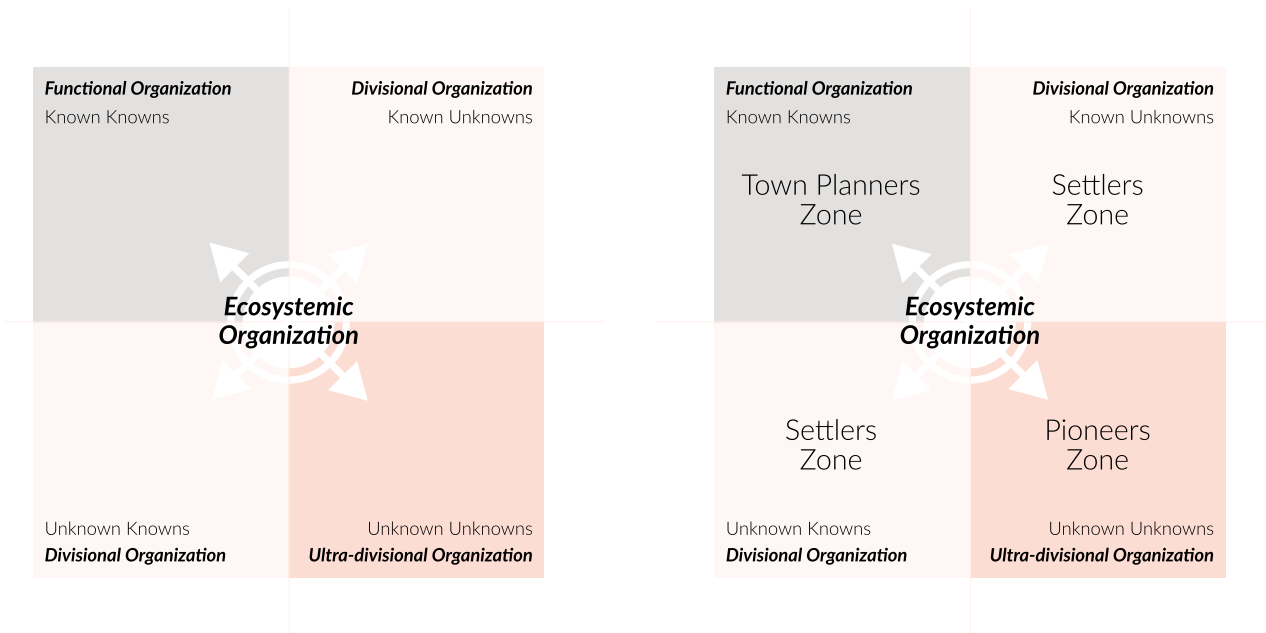 Functional Organization
Known Knowns
Divisional Organization
Known Unknowns
Ecosystemic
Organization
Unknown Knowns
Divisional Organization
Unknown Unknowns
Ultra-divisional Organization
Functional Organization
Known Knowns
Divisional Organization
Known Unknowns
Town Planners
Zone
Settlers
Zone
Ecosystemic
Organization
Settlers
Zone
Pioneers
Zone
Unknown Knowns
Divisional Organization
Unknown Unknowns
Ultra-divisional Organization